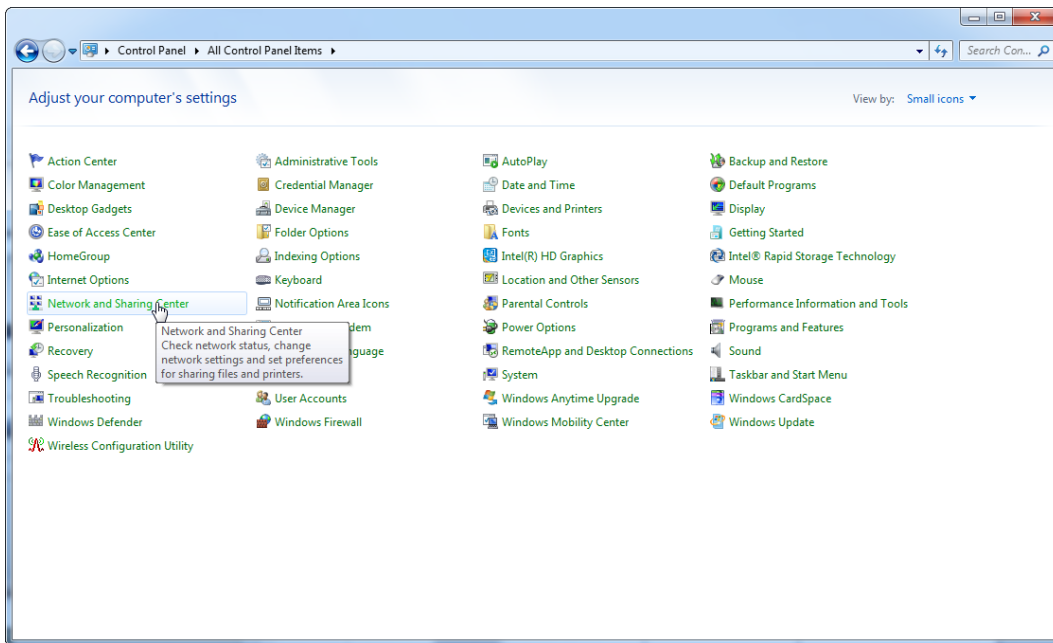 Control Panel All Control Panel Items Search Con...
Adjust your computer's settings View by: Small icons
Action Center Administrative Tools AutoPlay Backup and Restore
Color Management Credential Manager Date and Time Default Programs
Desktop Gadgets Device Manager Devices and Printers Display
Ease of Access Center Folder Options Fonts Getting Started
HomeGroup Indexing Options Intel(R) HD Graphics Intel® Rapid Storage Technology
Internet Options Keyboard Location and Other Sensors Mouse
Network and Sharing Center Notification Area Icons Parental Controls Performance Information and Tools
Personalization Power Options Programs and Features
Recovery RemoteApp and Desktop Connections Sound
Speech Recognition System Taskbar and Start Menu
Network and Sharing Center
Check network status, change
network settings and set preferences
for sharing files and printers.
Troubleshooting User Accounts Windows Anytime Upgrade Windows CardSpace
Windows Defender Windows Firewall Windows Mobility Center Windows Update
Wireless Configuration Utility